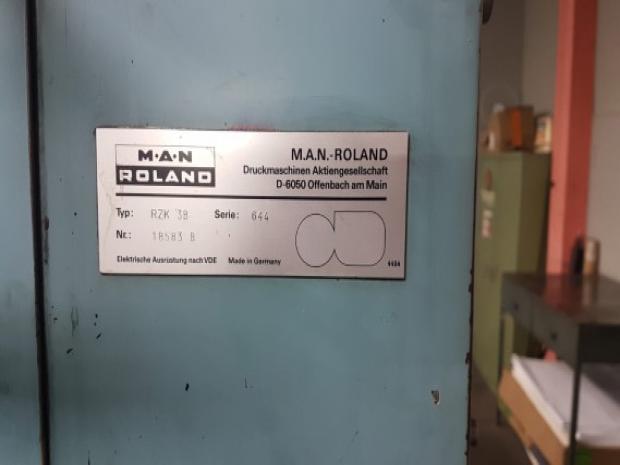 M·A·N
ROLAND
M.A.N.-ROLAND
Druckmaschinen Aktiengesellschaft
D-6050 Offenbach am Main
Typ: RZK 3B Serie: 644
Nr.: 18583 B
Elektrische Ausrüstung nach VDE Made in Germany